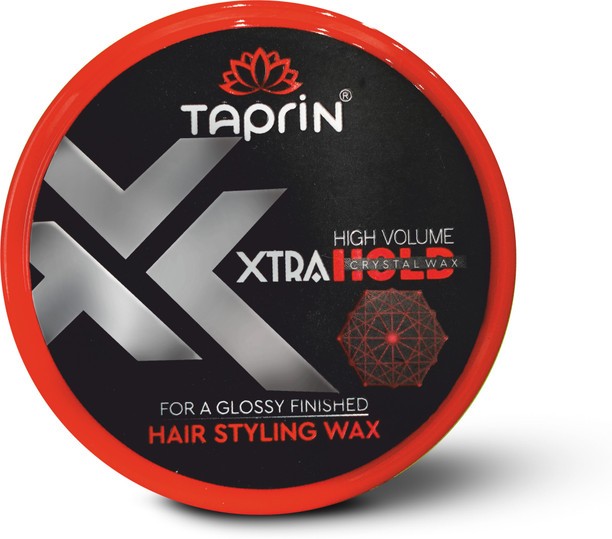 TAPRIN®
HIGH VOLUME
XTRA HOLD
CRYSTAL WAX
FOR A GLOSSY FINISHED
HAIR STYLING WAX